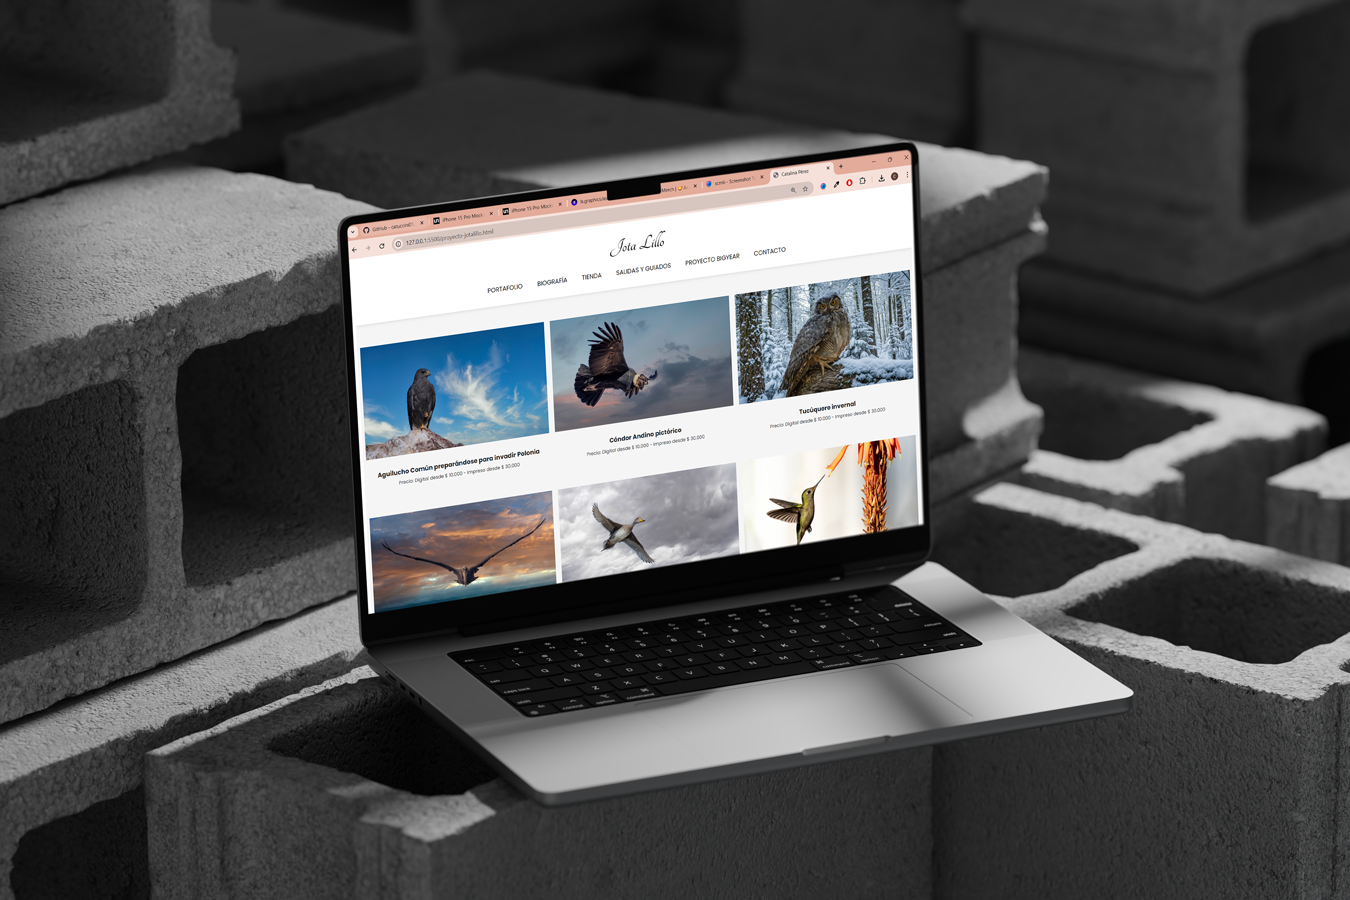 GitHub - catuccond
iPhone 15 Pro Mock
iPhone 15 Pro Mock
Catalina Pérez
127.0.0.1:5500/proyecto-jotalillo.html
Jota Lillo
PORTAFOLIO BIOGRAFÍA TIENDA SALIDAS Y GUIADOS PROYECTO BIGYEAR CONTACTO
Aguilucho Común preparándose para invadir Polonia
Precio: Digital desde $ 10.000 - Impreso desde $ 30.000
Cóndor Andino pictórico
Precio: Digital desde $ 10.000 - Impreso desde $ 30.000
Tucúquere invernal
Precio: Digital desde $ 10.000 - Impreso desde $ 30.000